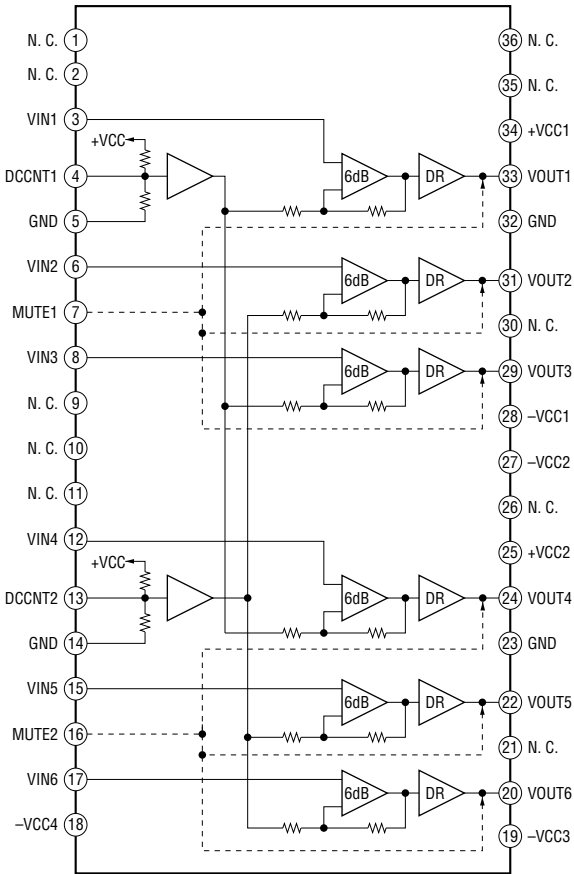 N. C. 1
N. C. 2
VIN1 3
+VCC
DCCNT1 4
GND 5
VIN2 6
MUTE1 7
VIN3 8
N. C. 9
N. C. 10
N. C. 11
VIN4 12
+VCC
DCCNT2 13
GND 14
VIN5 15
MUTE2 16
VIN6 17
–VCC4 18
6dB DR
6dB DR
6dB DR
6dB DR
6dB DR
6dB DR
36 N. C.
35 N. C.
34 +VCC1
33 VOUT1
32 GND
31 VOUT2
30 N. C.
29 VOUT3
28 –VCC1
27 –VCC2
26 N. C.
25 +VCC2
24 VOUT4
23 GND
22 VOUT5
21 N. C.
20 VOUT6
19 –VCC3